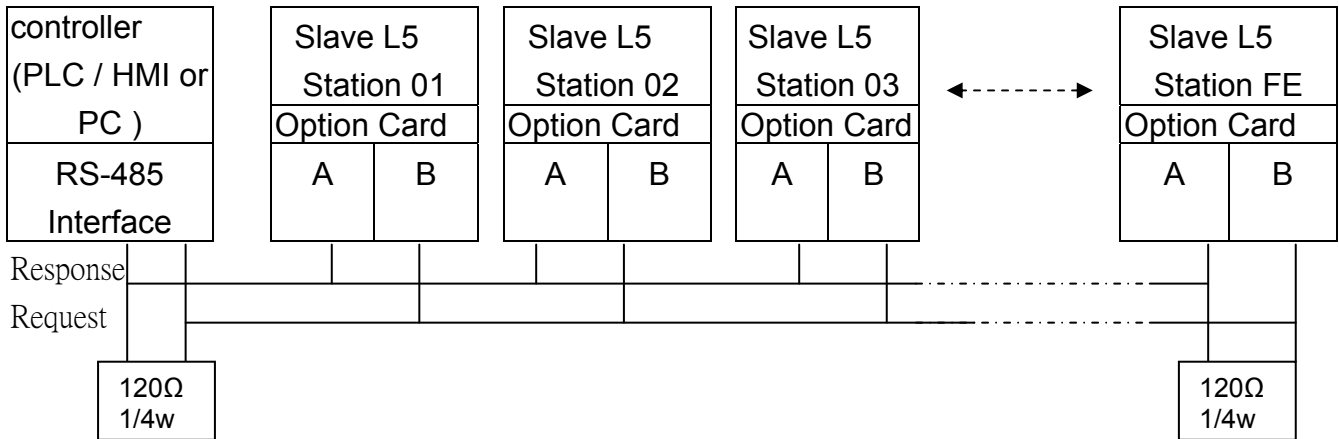 controller
(PLC / HMI or
PC )
RS-485
Interface
Slave L5
Station 01
Option Card
A B
Slave L5
Station 02
Option Card
A B
Slave L5
Station 03
Option Card
A B
Slave L5
Station FE
Option Card
A B
Response
Request
120Ω
1/4w
120Ω
1/4w